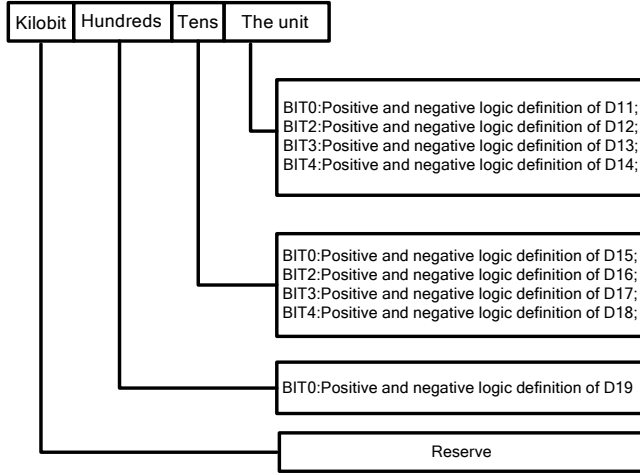 Kilobit Hundreds Tens The unit
BIT0:Positive and negative logic definition of D11;
BIT2:Positive and negative logic definition of D12;
BIT3:Positive and negative logic definition of D13;
BIT4:Positive and negative logic definition of D14;
BIT0:Positive and negative logic definition of D15;
BIT2:Positive and negative logic definition of D16;
BIT3:Positive and negative logic definition of D17;
BIT4:Positive and negative logic definition of D18;
BIT0:Positive and negative logic definition of D19
Reserve